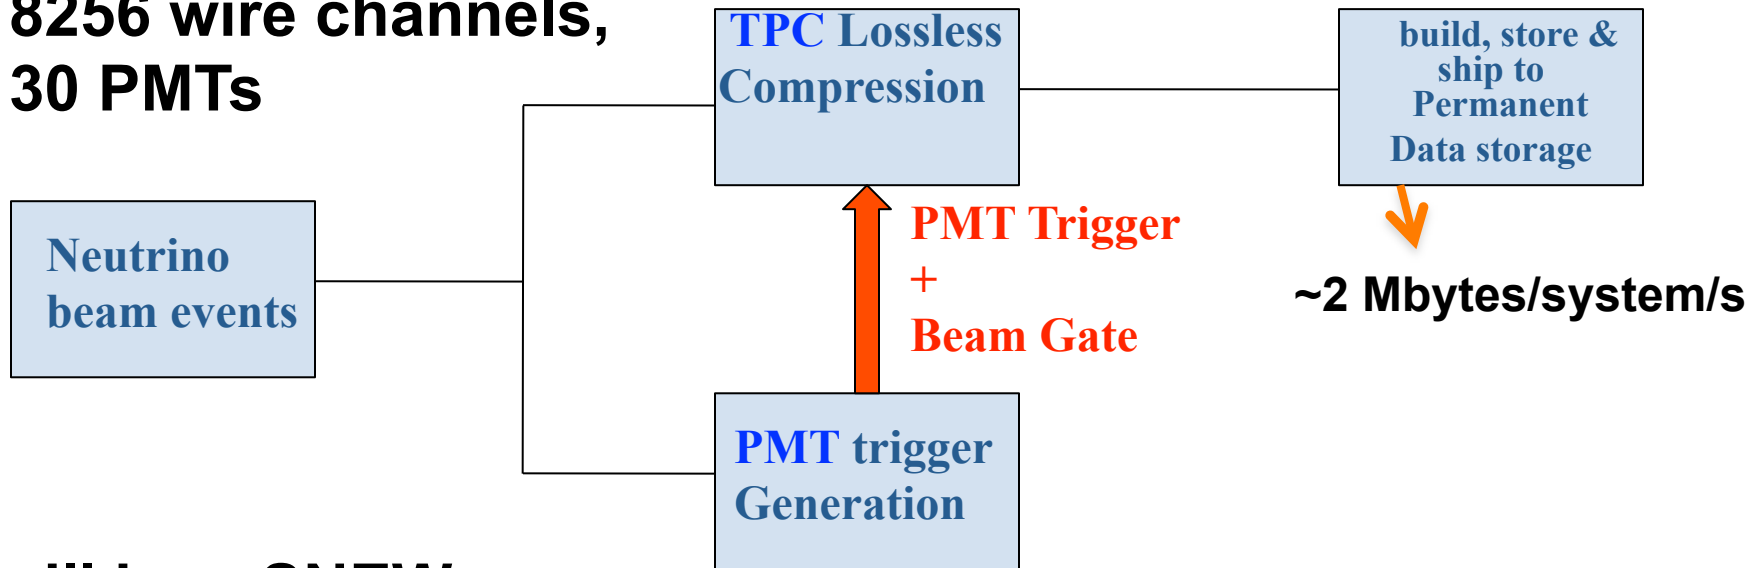 8256 wire channels,
30 PMTs
TPC Lossless
Compression
build, store &
ship to
Permanent
Data storage
Neutrino
beam events
PMT Trigger
+
Beam Gate
~2 Mbytes/system/s
PMT trigger
Generation